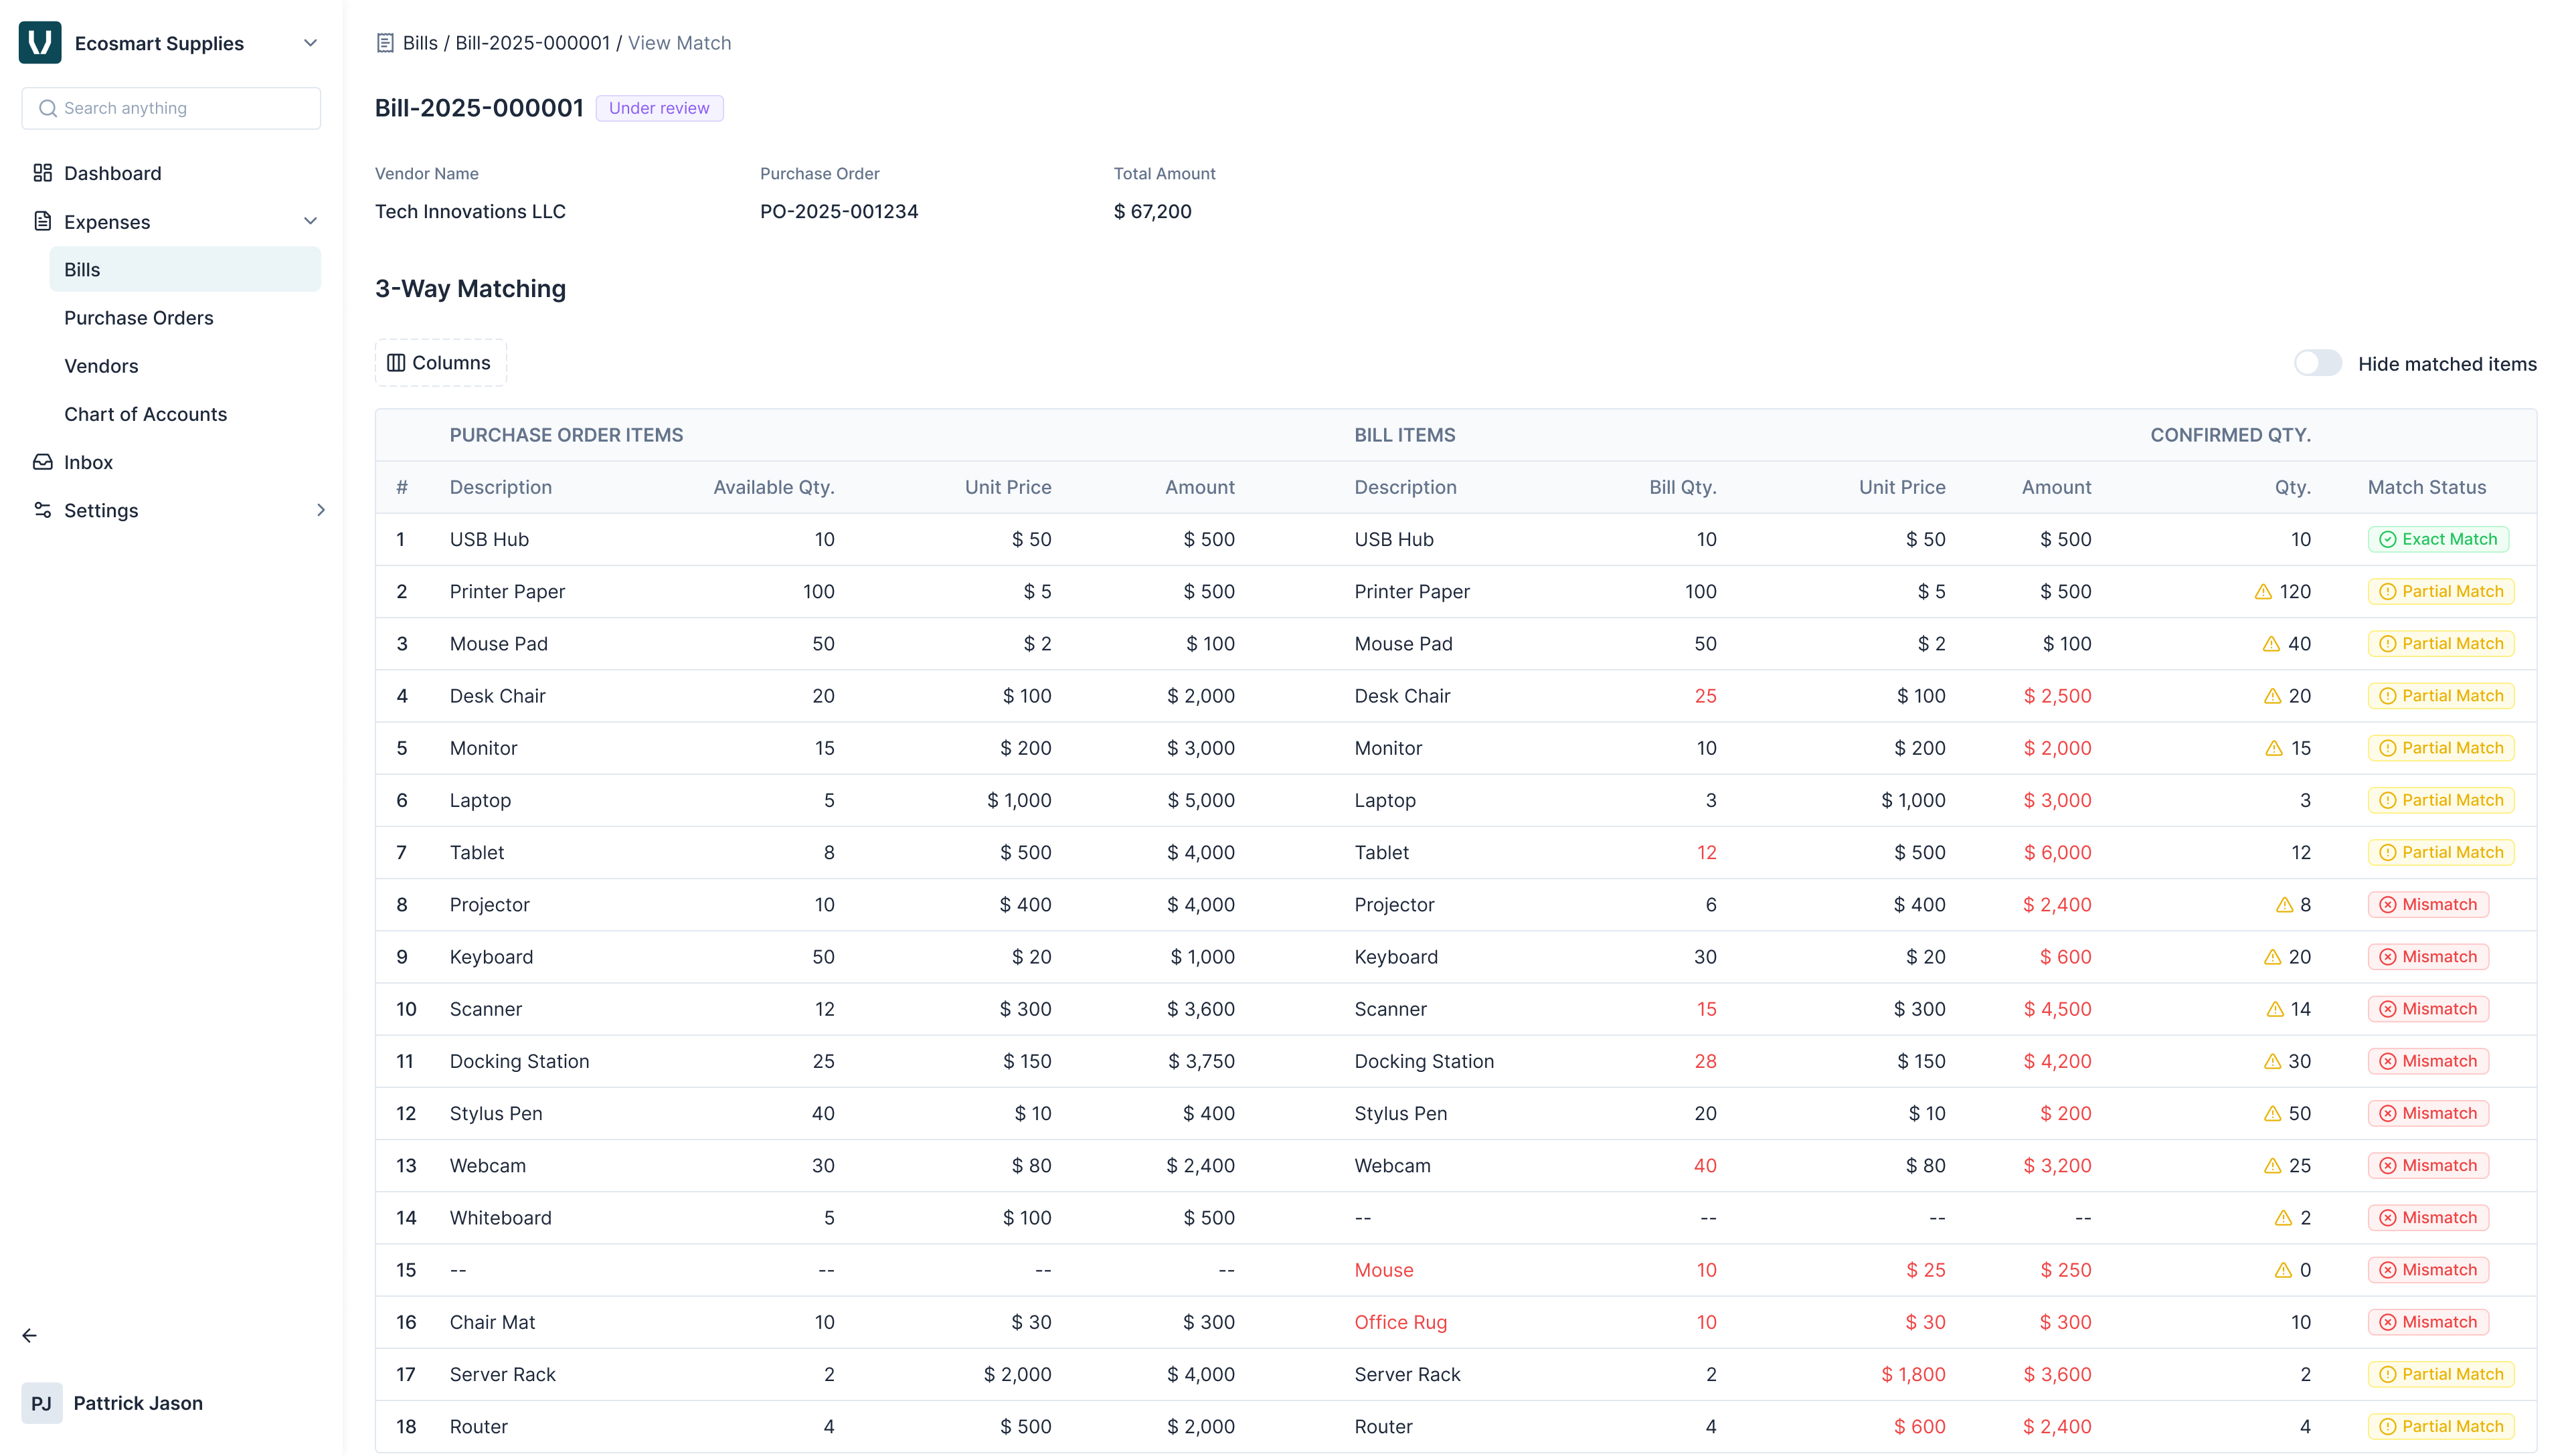 Ecosmart Supplies
Search anything
Dashboard
Expenses
Bills
Purchase Orders
Vendors
Chart of Accounts
Inbox
Settings
PJ Pattrick Jason
Bills / Bill-2025-000001 / View Match
Bill-2025-000001 Under review
Vendor Name Purchase Order Total Amount
Tech Innovations LLC PO-2025-001234 $ 67,200
3-Way Matching
Columns Hide matched items
PURCHASE ORDER ITEMS BILL ITEMS CONFIRMED QTY.
# Description Available Qty. Unit Price Amount Description Bill Qty. Unit Price Amount Qty. Match Status
1 USB Hub 10 $ 50 $ 500 USB Hub 10 $ 50 $ 500 10 Exact Match
2 Printer Paper 100 $ 5 $ 500 Printer Paper 100 $ 5 $ 500 120 Partial Match
3 Mouse Pad 50 $ 2 $ 100 Mouse Pad 50 $ 2 $ 100 40 Partial Match
4 Desk Chair 20 $ 100 $ 2,000 Desk Chair 25 $ 100 $ 2,500 20 Partial Match
5 Monitor 15 $ 200 $ 3,000 Monitor 10 $ 200 $ 2,000 15 Partial Match
6 Laptop 5 $ 1,000 $ 5,000 Laptop 3 $ 1,000 $ 3,000 3 Partial Match
7 Tablet 8 $ 500 $ 4,000 Tablet 12 $ 500 $ 6,000 12 Partial Match
8 Projector 10 $ 400 $ 4,000 Projector 6 $ 400 $ 2,400 8 Mismatch
9 Keyboard 50 $ 20 $ 1,000 Keyboard 30 $ 20 $ 600 20 Mismatch
10 Scanner 12 $ 300 $ 3,600 Scanner 15 $ 300 $ 4,500 14 Mismatch
11 Docking Station 25 $ 150 $ 3,750 Docking Station 28 $ 150 $ 4,200 30 Mismatch
12 Stylus Pen 40 $ 10 $ 400 Stylus Pen 20 $ 10 $ 200 50 Mismatch
13 Webcam 30 $ 80 $ 2,400 Webcam 40 $ 80 $ 3,200 25 Mismatch
14 Whiteboard 5 $ 100 $ 500 -- -- -- -- 2 Mismatch
15 -- -- -- -- Mouse 10 $ 25 $ 250 0 Mismatch
16 Chair Mat 10 $ 30 $ 300 Office Rug 10 $ 30 $ 300 10 Mismatch
17 Server Rack 2 $ 2,000 $ 4,000 Server Rack 2 $ 1,800 $ 3,600 2 Partial Match
18 Router 4 $ 500 $ 2,000 Router 4 $ 600 $ 2,400 4 Partial Match